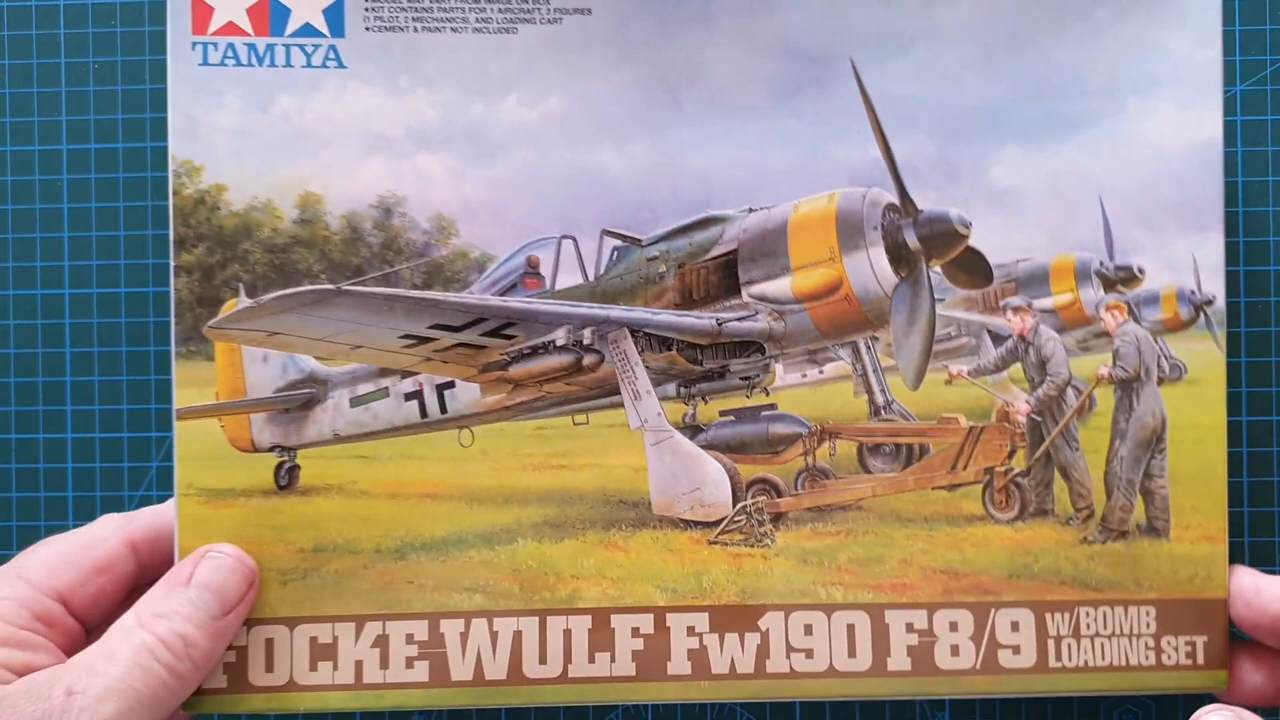 ★MODEL MAY VARY FROM IMAGE ON BOX
★KIT CONTAINS PARTS FOR 1 AIRCRAFT, 3 FIGURES
(1 PILOT, 2 MECHANICS), AND LOADING CART
★CEMENT & PAINT NOT INCLUDED
TAMIYA
FOCKE-WULF Fw190 F-8/9 w/BOMB
LOADING SET